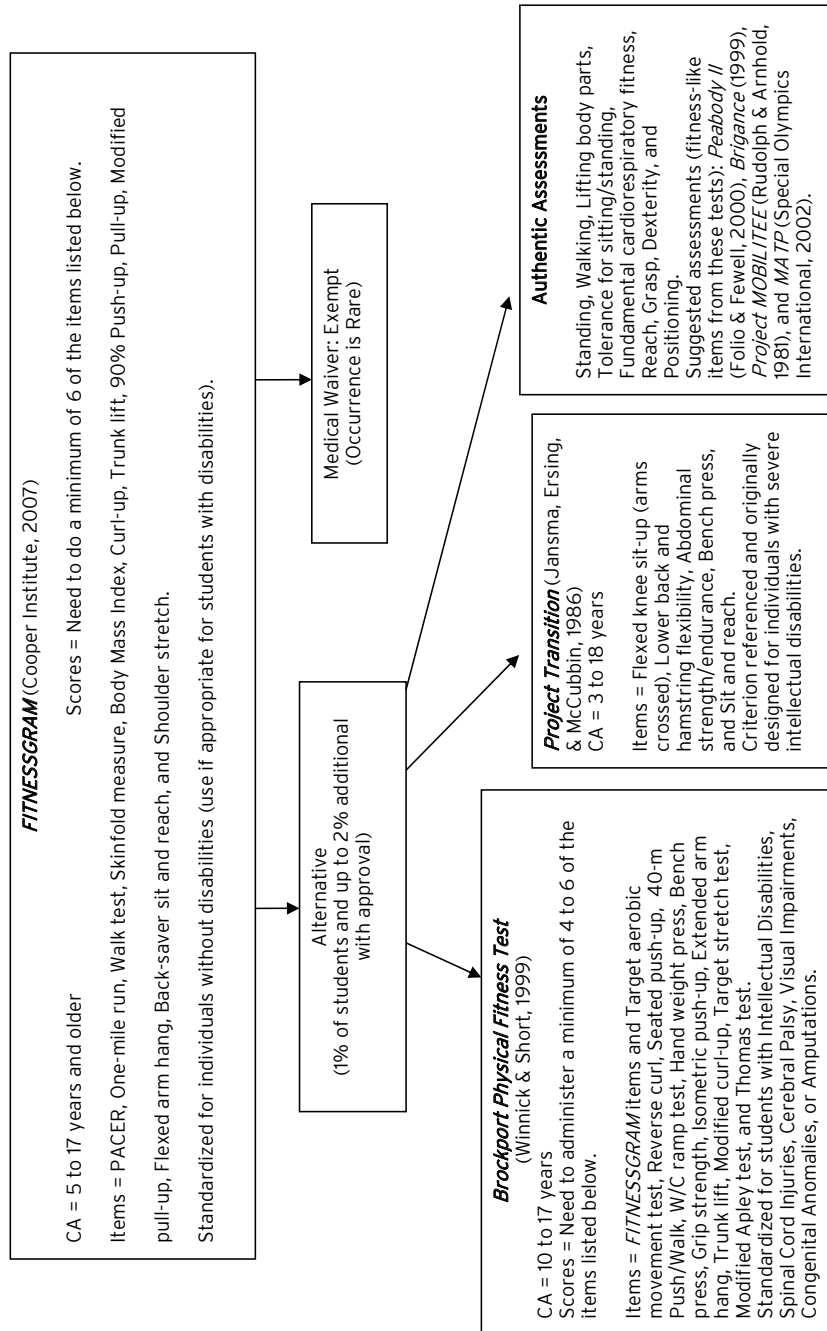 FITNESSGRAM (Cooper Institute, 2007)
CA = 5 to 17 years and older
Scores = Need to do a minimum of 6 of the items listed below.
Items = PACER, One-mile run, Walk test, Skinfold measure, Body Mass Index, Curl-up, Trunk lift, 90% Push-up, Pull-up, Modified
pull-up, Flexed arm hang, Back-saver sit and reach, and Shoulder stretch.
Standardized for individuals without disabilities (use if appropriate for students with disabilities).
Alternative
(1% of students and up to 2% additional
with approval)
Medical Waiver: Exempt
(Occurrence is Rare)
Brockport Physical Fitness Test
(Winnick & Short, 1999)
CA = 10 to 17 years
Scores = Need to administer a minimum of 4 to 6 of the
items listed below.
Items = FITNESSGRAM items and Target aerobic
movement test, Reverse curl, Seated push-up, 40-m
Push/Walk, W/C ramp test, Hand weight press, Bench
press, Grip strength, Isometric push-up, Extended arm
hang, Trunk lift, Modified curl-up, Target stretch test,
Modified Apley test, and Thomas test.
Standardized for students with Intellectual Disabilities,
Spinal Cord Injuries, Cerebral Palsy, Visual Impairments,
Congenital Anomalies, or Amputations.
Project Transition (Jansma, Ersing,
& McCubbin, 1986)
CA = 3 to 18 years
Items = Flexed knee sit-up (arms
crossed), Lower back and
hamstring flexibility, Abdominal
strength/endurance, Bench press,
and Sit and reach.
Criterion referenced and originally
designed for individuals with severe
intellectual disabilities.
Authentic Assessments
Standing, Walking, Lifting body parts,
Tolerance for sitting/standing,
Fundamental cardiorespiratory fitness,
Reach, Grasp, Dexterity, and
Positioning.
Suggested assessments (fitness-like
items from these tests): Peabody II
(Folio & Fewell, 2000), Brigance (1999),
Project MOBILITEE (Rudolph & Arnhold,
1981), and MATP (Special Olympics
International, 2002).